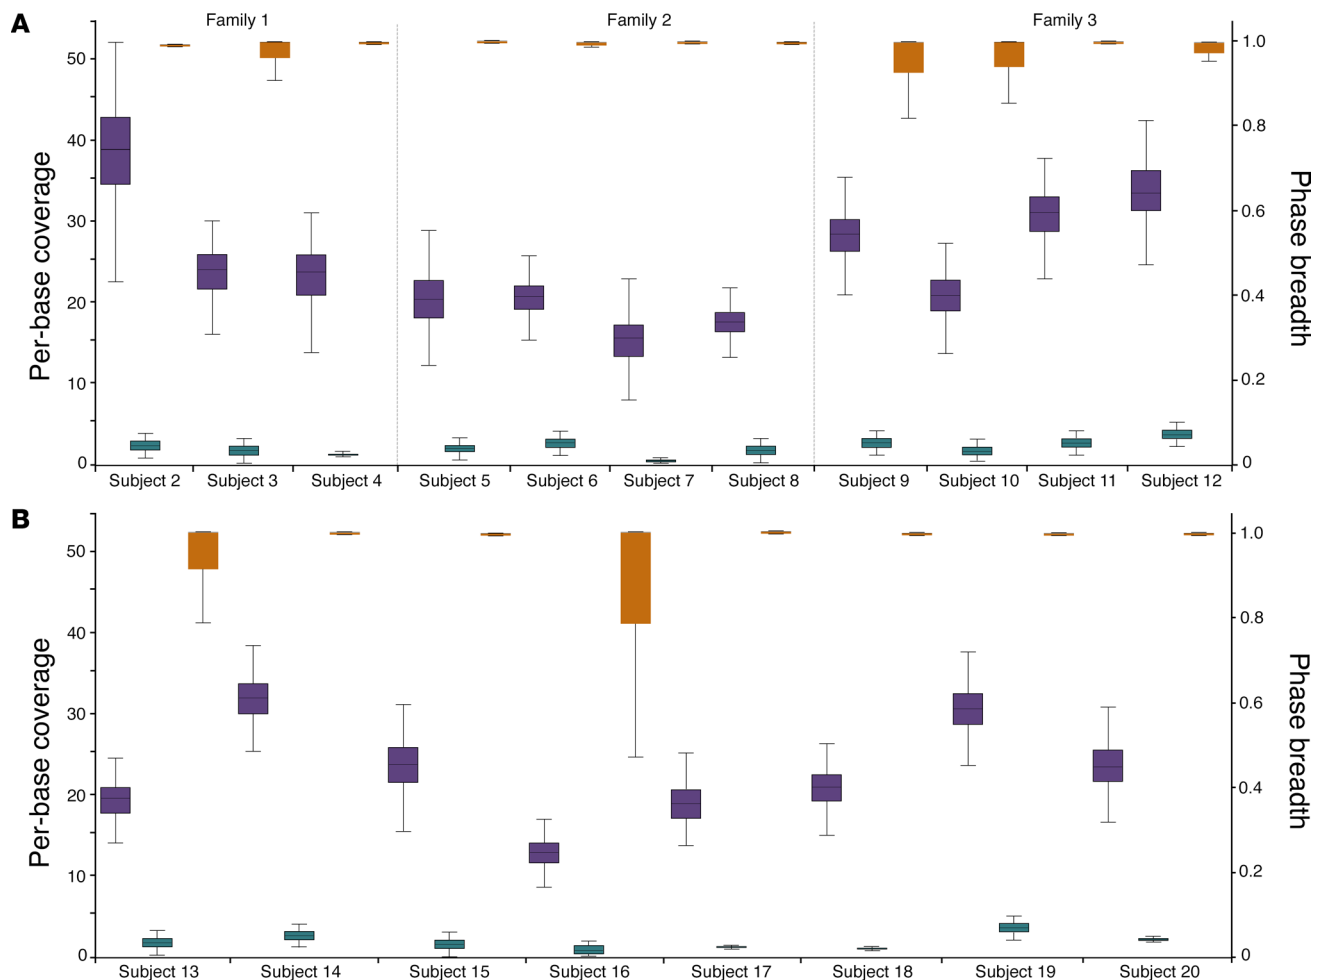 A
Family 1 Family 2 Family 3
Per-base coverage
50
40
30
20
10
0
1.0
0.8
0.6
0.4
0.2
0
Phase breadth
Subject 2 Subject 3 Subject 4 Subject 5 Subject 6 Subject 7 Subject 8 Subject 9 Subject 10 Subject 11 Subject 12
B
Per-base coverage
50
40
30
20
10
0
1.0
0.8
0.6
0.4
0.2
0
Phase breadth
Subject 13 Subject 14 Subject 15 Subject 16 Subject 17 Subject 18 Subject 19 Subject 20